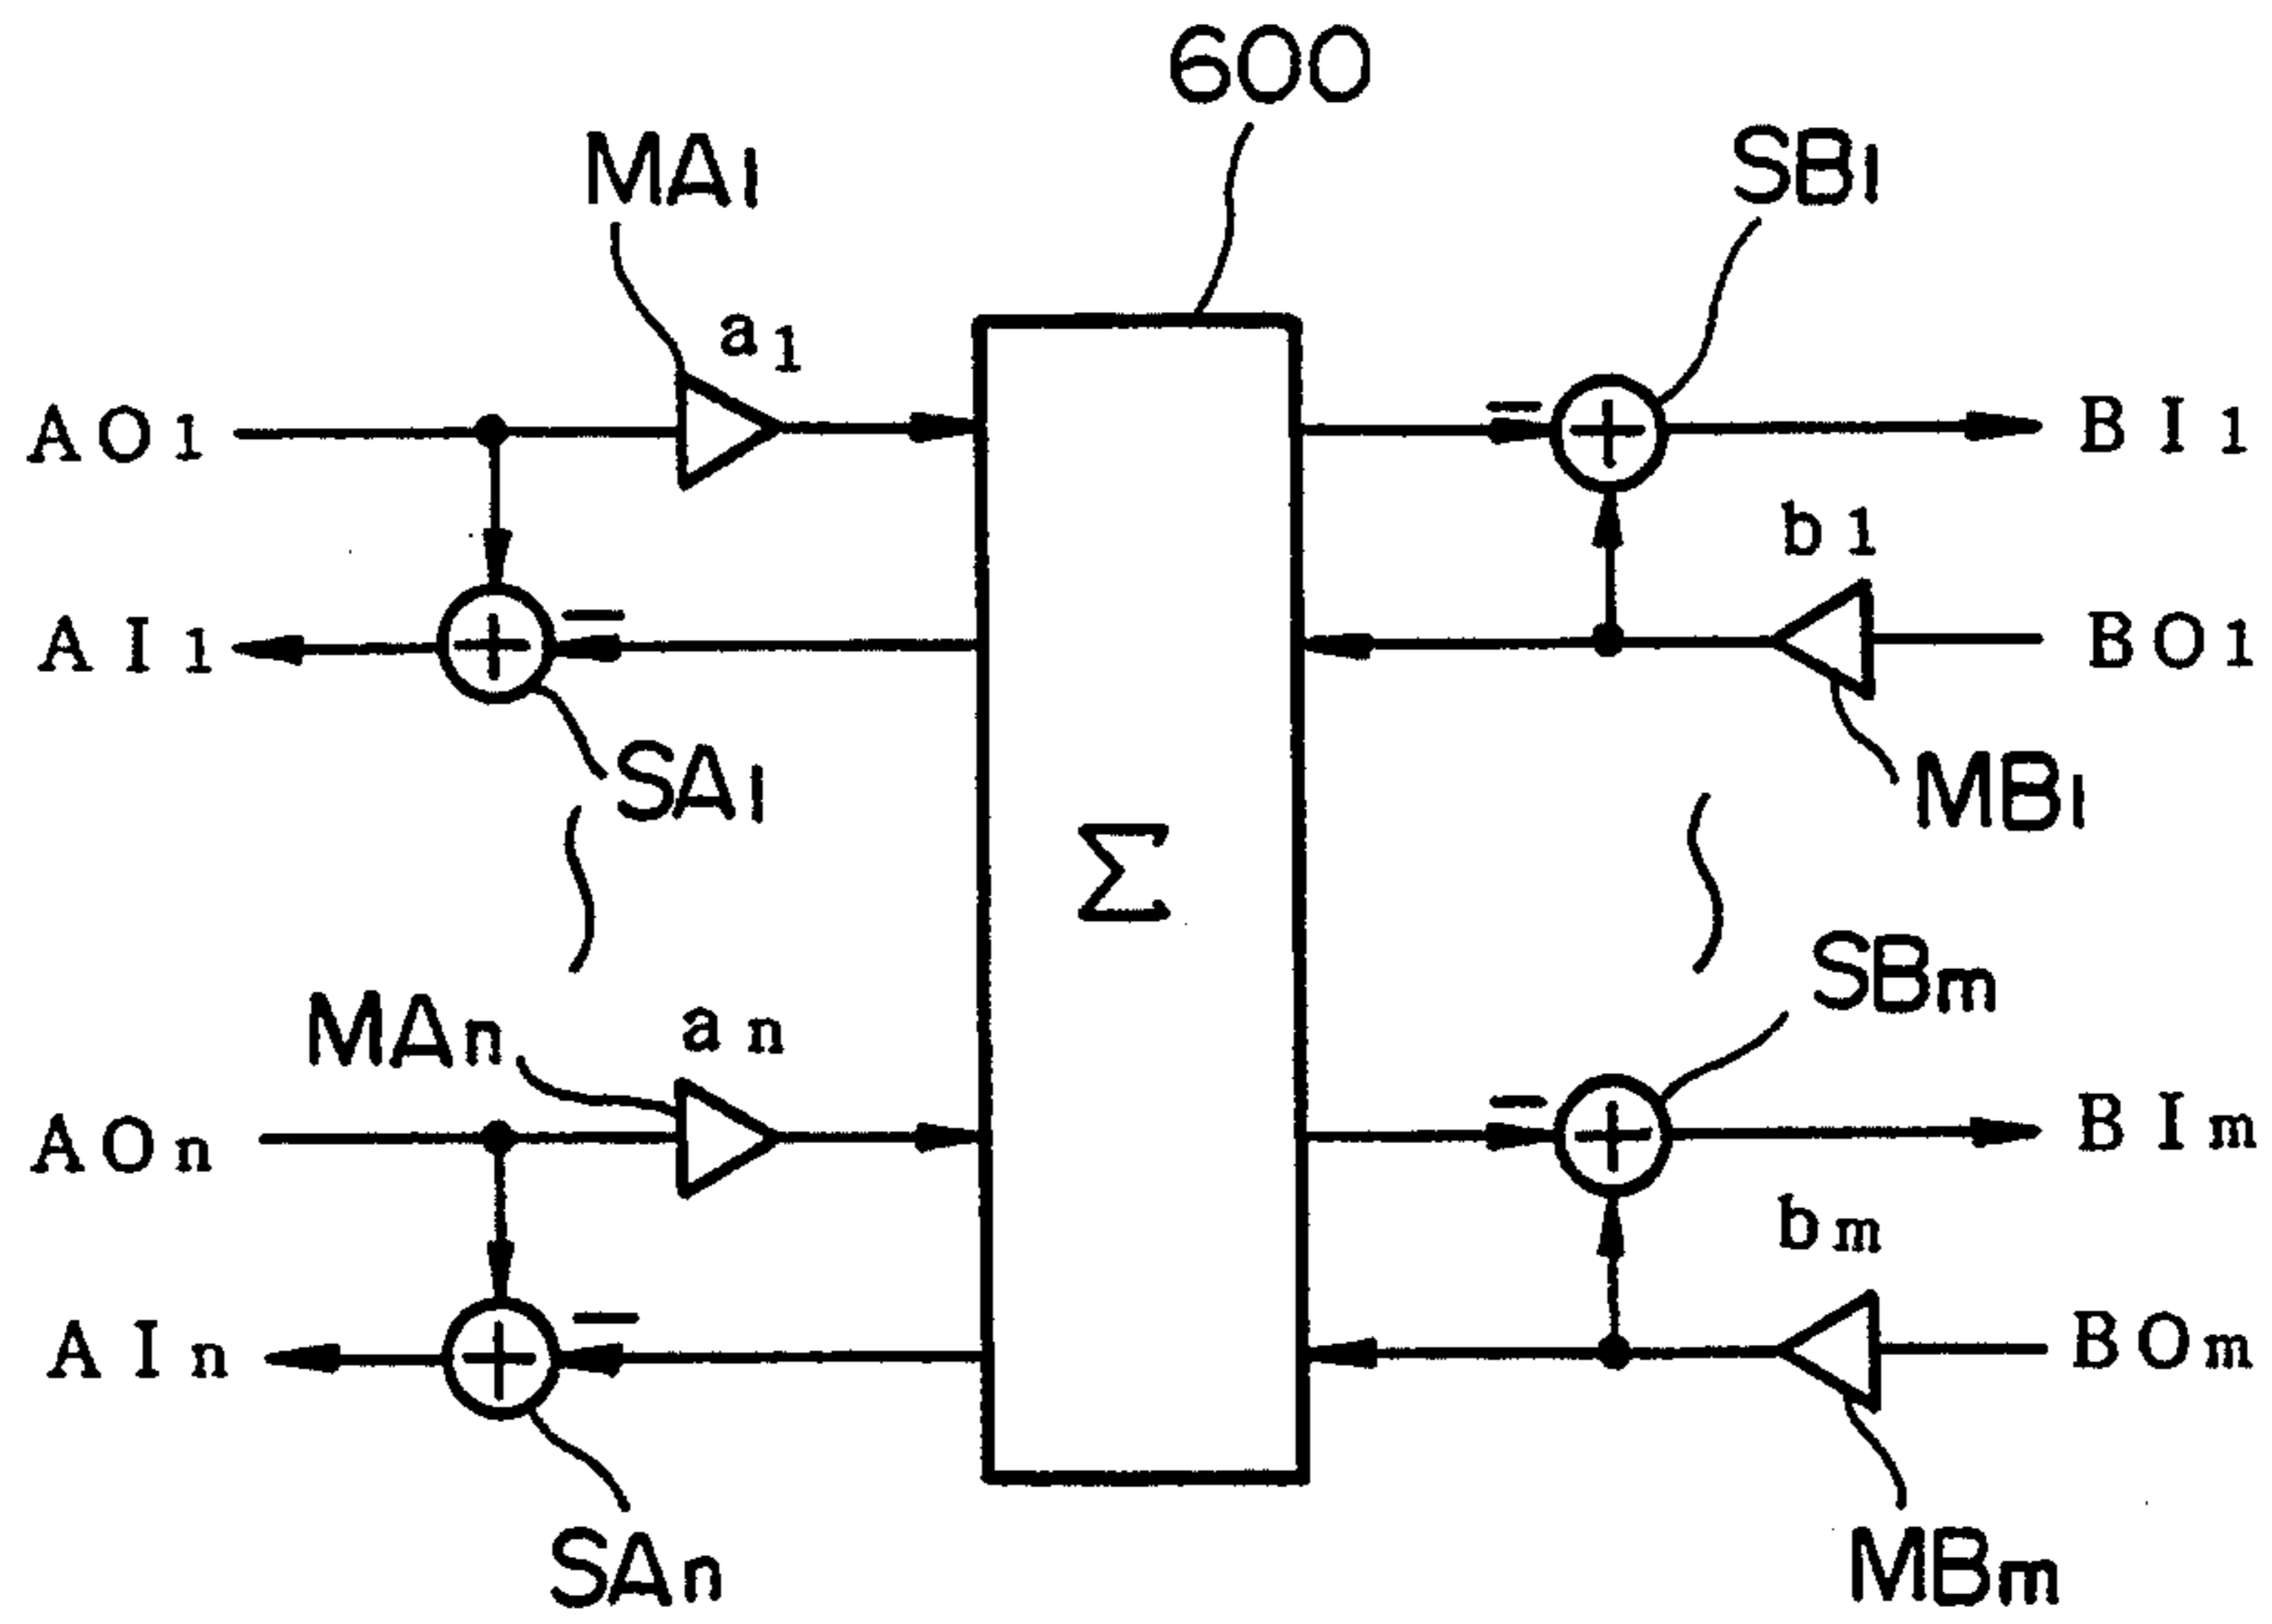 600
MA1
SB1
a1
AO1
BI1
b1
AI1
BO1
SA1
MB1
Σ
SBm
MAn
an
AOn
BIm
bm
AIn
BOm
SAn
MBm